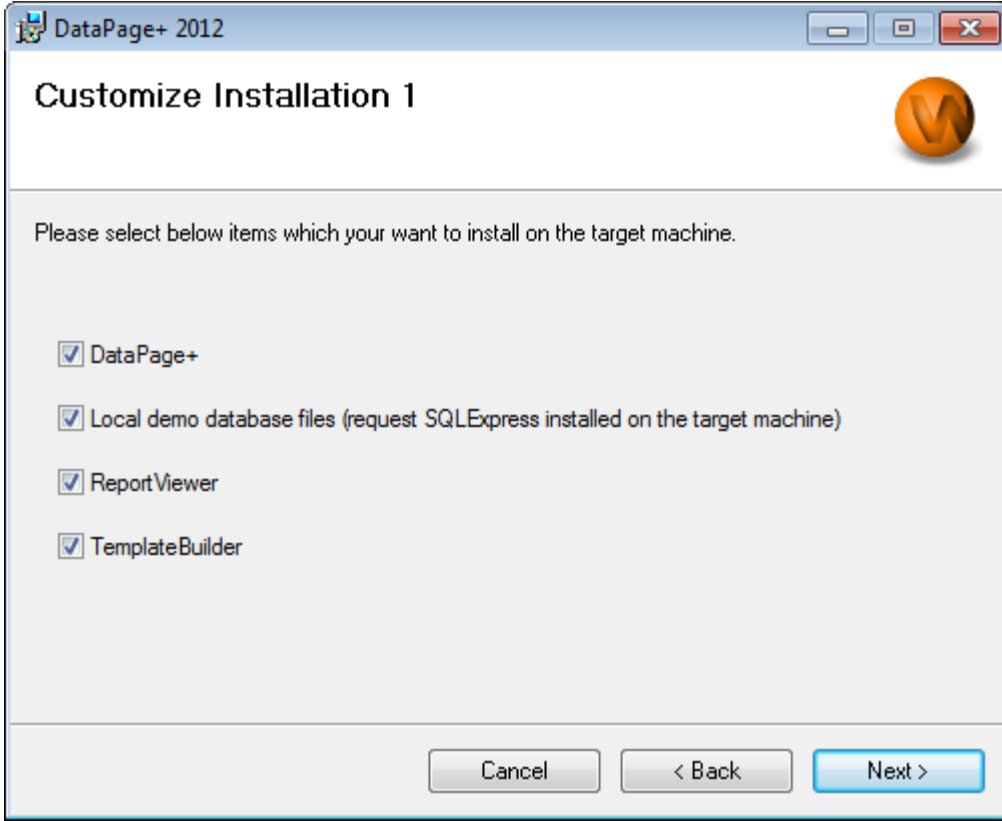 DataPage+ 2012
Customize Installation 1
W
Please select below items which your want to install on the target machine.
DataPage+
Local demo database files (request SQLExpress installed on the target machine)
ReportViewer
TemplateBuilder
Cancel
< Back
Next >